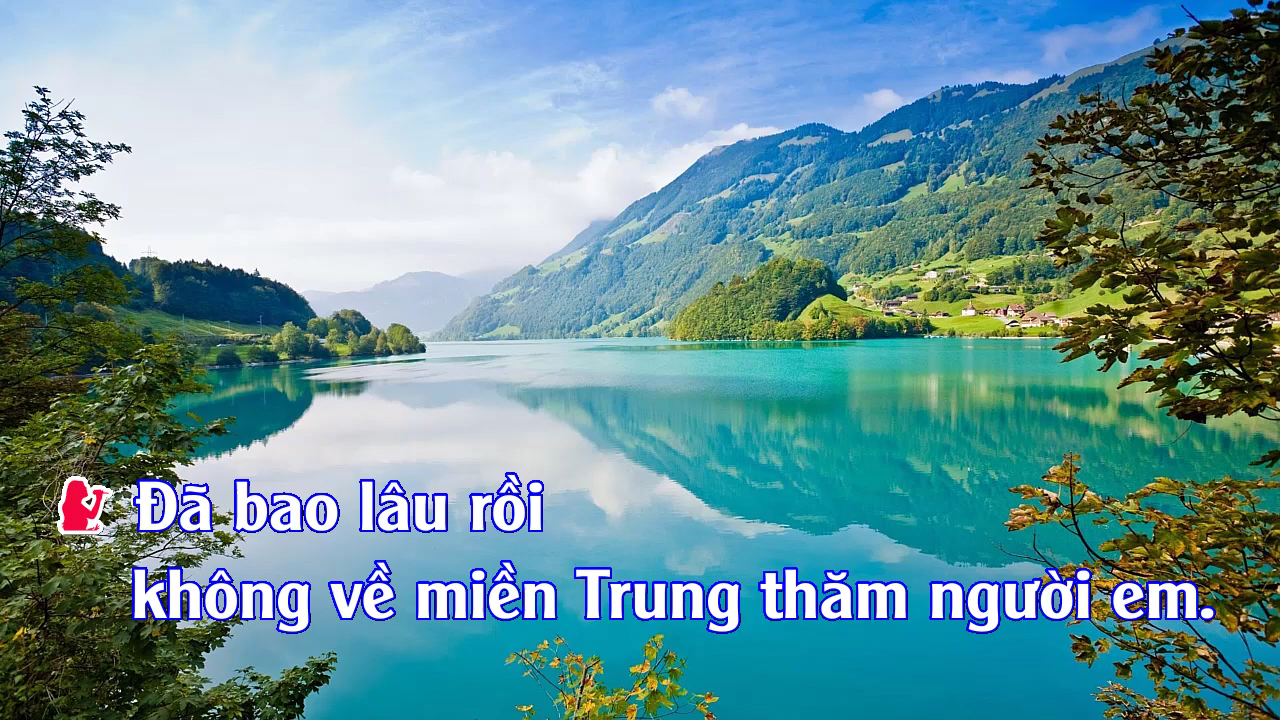 Đã bao lâu rồi
không về miền Trung thăm người em.